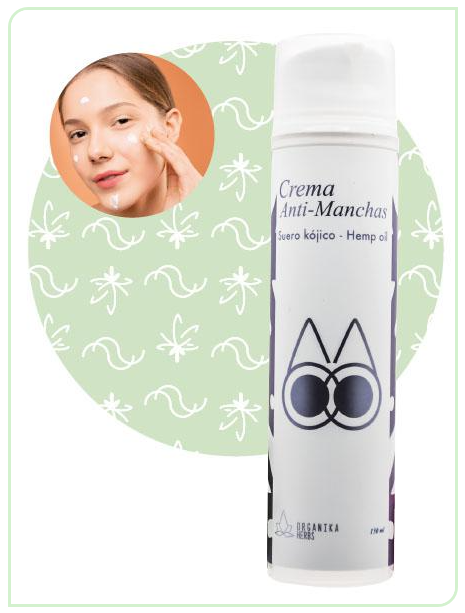 Crema
Anti-Manchas
Suero kójico - Hemp oil
ORGANIKA
HERBS
150 ml